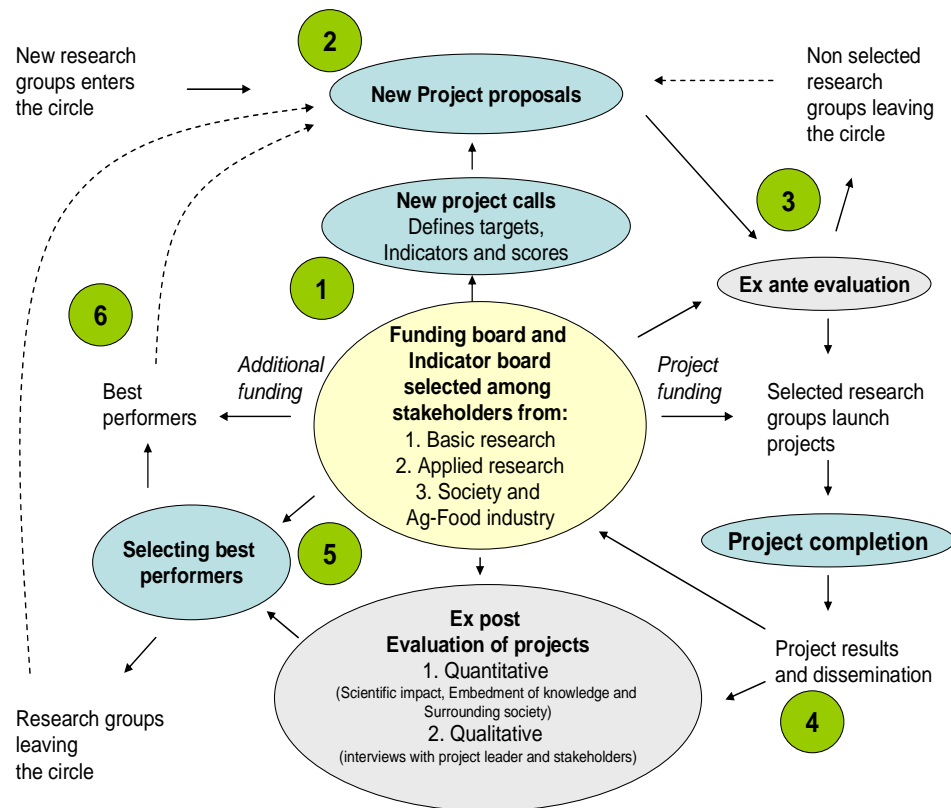 New research
groups enters
the circle
2
New Project proposals
Non selected
research
groups leaving
the circle
New project calls
Defines targets,
Indicators and scores
3
1
Ex ante evaluation
6
Funding board and
Indicator board
selected among
stakeholders from:
1. Basic research
2. Applied research
3. Society and
Ag-Food industry
Additional
funding
Project
funding
Best
performers
Selected research
groups launch
projects
Selecting best
performers
5
Project completion
Ex post
Evaluation of projects
1. Quantitative
(Scientific impact, Embedment of knowledge and
Surrounding society)
2. Qualitative
(interviews with project leader and stakeholders)
Project results
and dissemination
4
Research groups
leaving
the circle